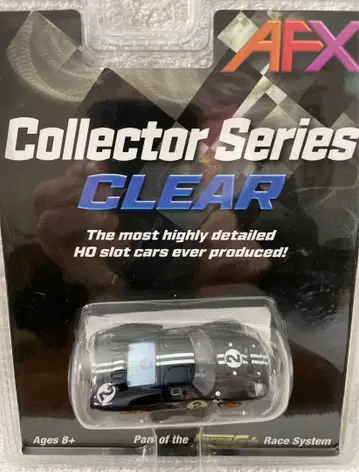 AFX
Collector Series
CLEAR
The most highly detailed
HO slot cars ever produced!
2
2
Ages 8+
Part of the
Race System